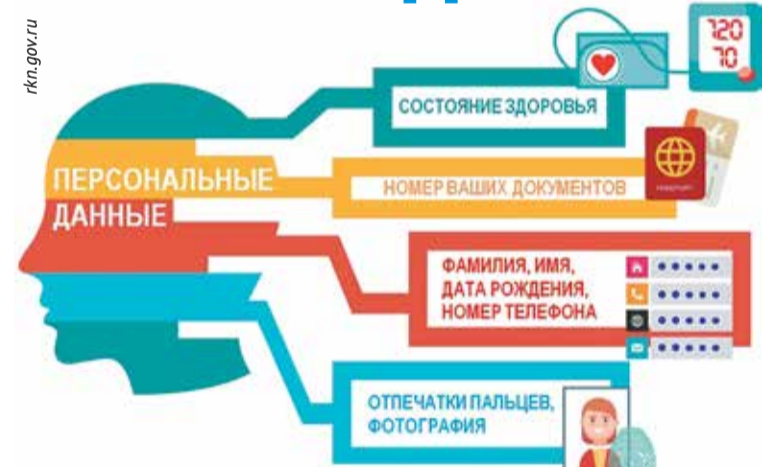 rkn.gov.ru
120
70
СОСТОЯНИЕ ЗДОРОВЬЯ
ПЕРСОНАЛЬНЫЕ
ДАННЫЕ
НОМЕР ВАШИХ ДОКУМЕНТОВ
PASSPORT
ФАМИЛИЯ, ИМЯ,
ДАТА РОЖДЕНИЯ,
НОМЕР ТЕЛЕФОНА
ОТПЕЧАТКИ ПАЛЬЦЕВ,
ФОТОГРАФИЯ